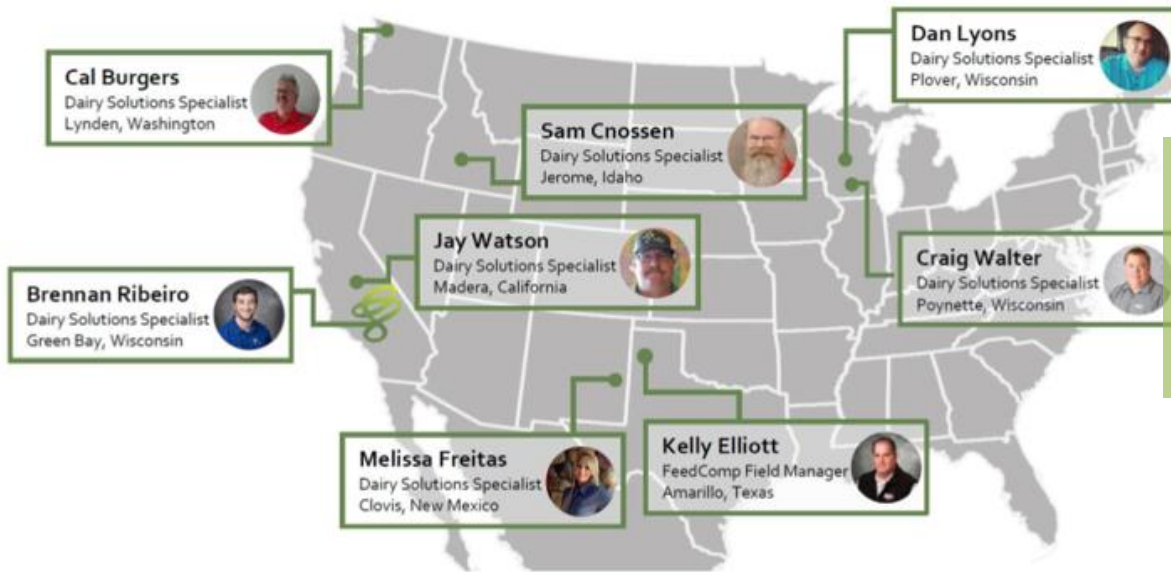 Dan Lyons
Dairy Solutions Specialist
Plover, Wisconsin
Cal Burgers
Dairy Solutions Specialist
Lynden, Washington
Sam Cnossen
Dairy Solutions Specialist
Jerome, Idaho
Jay Watson
Dairy Solutions Specialist
Madera, California
Craig Walter
Dairy Solutions Specialist
Poynette, Wisconsin
Brennan Ribeiro
Dairy Solutions Specialist
Green Bay, Wisconsin
Melissa Freitas
Dairy Solutions Specialist
Clovis, New Mexico
Kelly Elliott
FeedComp Field Manager
Amarillo, Texas